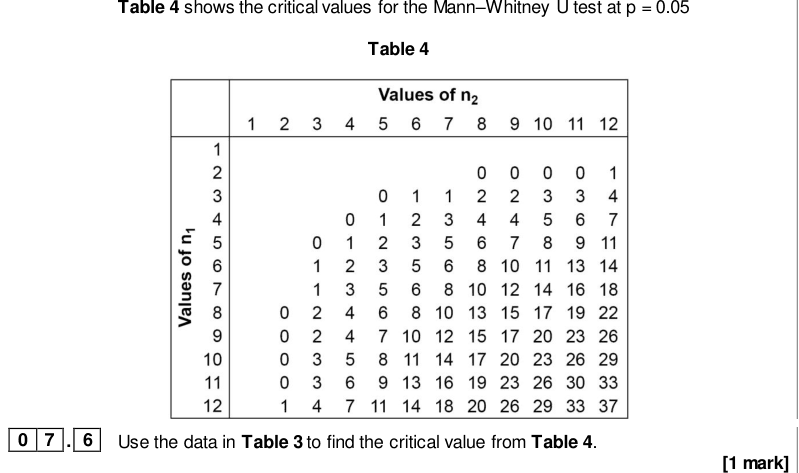 Table 4 shows the critical values for the Mann–Whitney U test at p = 0.05
Table 4
Values of n2
1 2 3 4 5 6 7 8 9 10 11 12
Values of n1
1
2 0 0 0 0 1
3 0 1 1 2 2 3 3 4
4 0 1 2 3 4 4 5 6 7
5 0 1 2 3 5 6 7 8 9 11
6 1 2 3 5 6 8 10 11 13 14
7 1 3 5 6 8 10 12 14 16 18
8 0 2 4 6 8 10 13 15 17 19 22
9 0 2 4 7 10 12 15 17 20 23 26
10 0 3 5 8 11 14 17 20 23 26 29
11 0 3 6 9 13 16 19 23 26 30 33
12 1 4 7 11 14 18 20 26 29 33 37
0 7 . 6 Use the data in Table 3 to find the critical value from Table 4.
[1 mark]